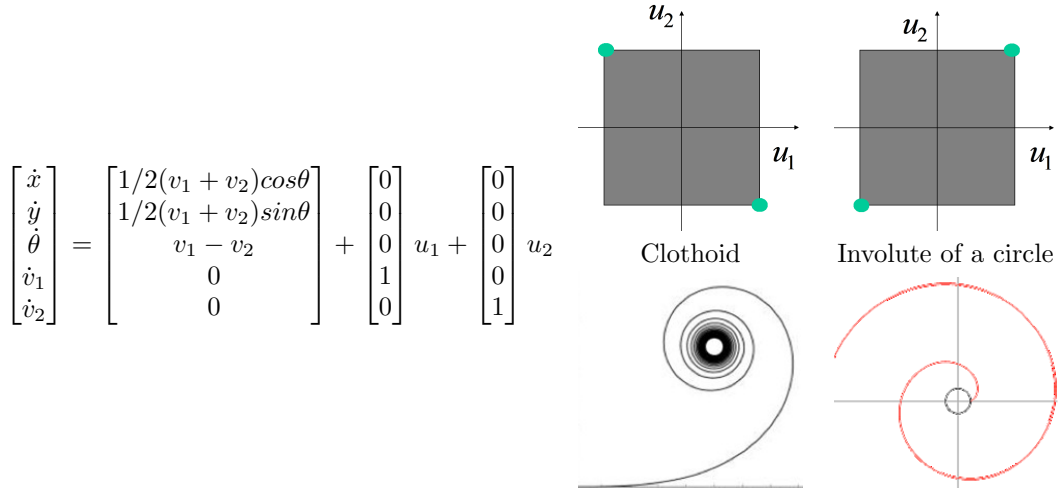 [ẋ ẏ θ̇ v̇₁ v̇₂] = [1/2(v₁ + v₂)cosθ 1/2(v₁ + v₂)sinθ v₁ − v₂ 0 0] + [0 0 0 1 0] u₁ + [0 0 0 0 1] u₂
u₂
u₁
u₂
u₁
Clothoid
Involute of a circle